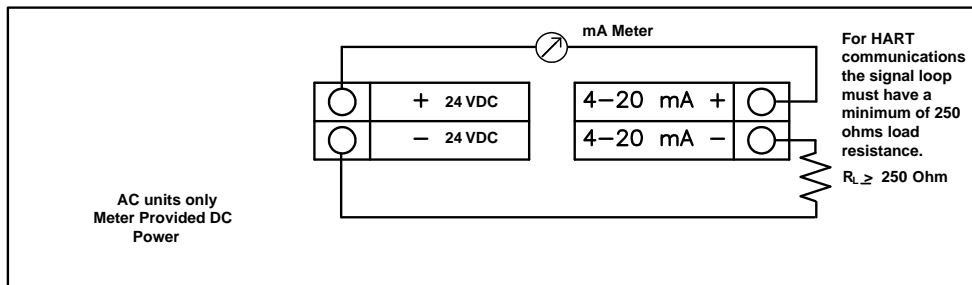 mA Meter
For HART
communications
the signal loop
must have a
minimum of 250
ohms load
resistance.
+ 24 VDC
4–20 mA +
− 24 VDC
4–20 mA −
RL ≥ 250 Ohm
AC units only
Meter Provided DC
Power